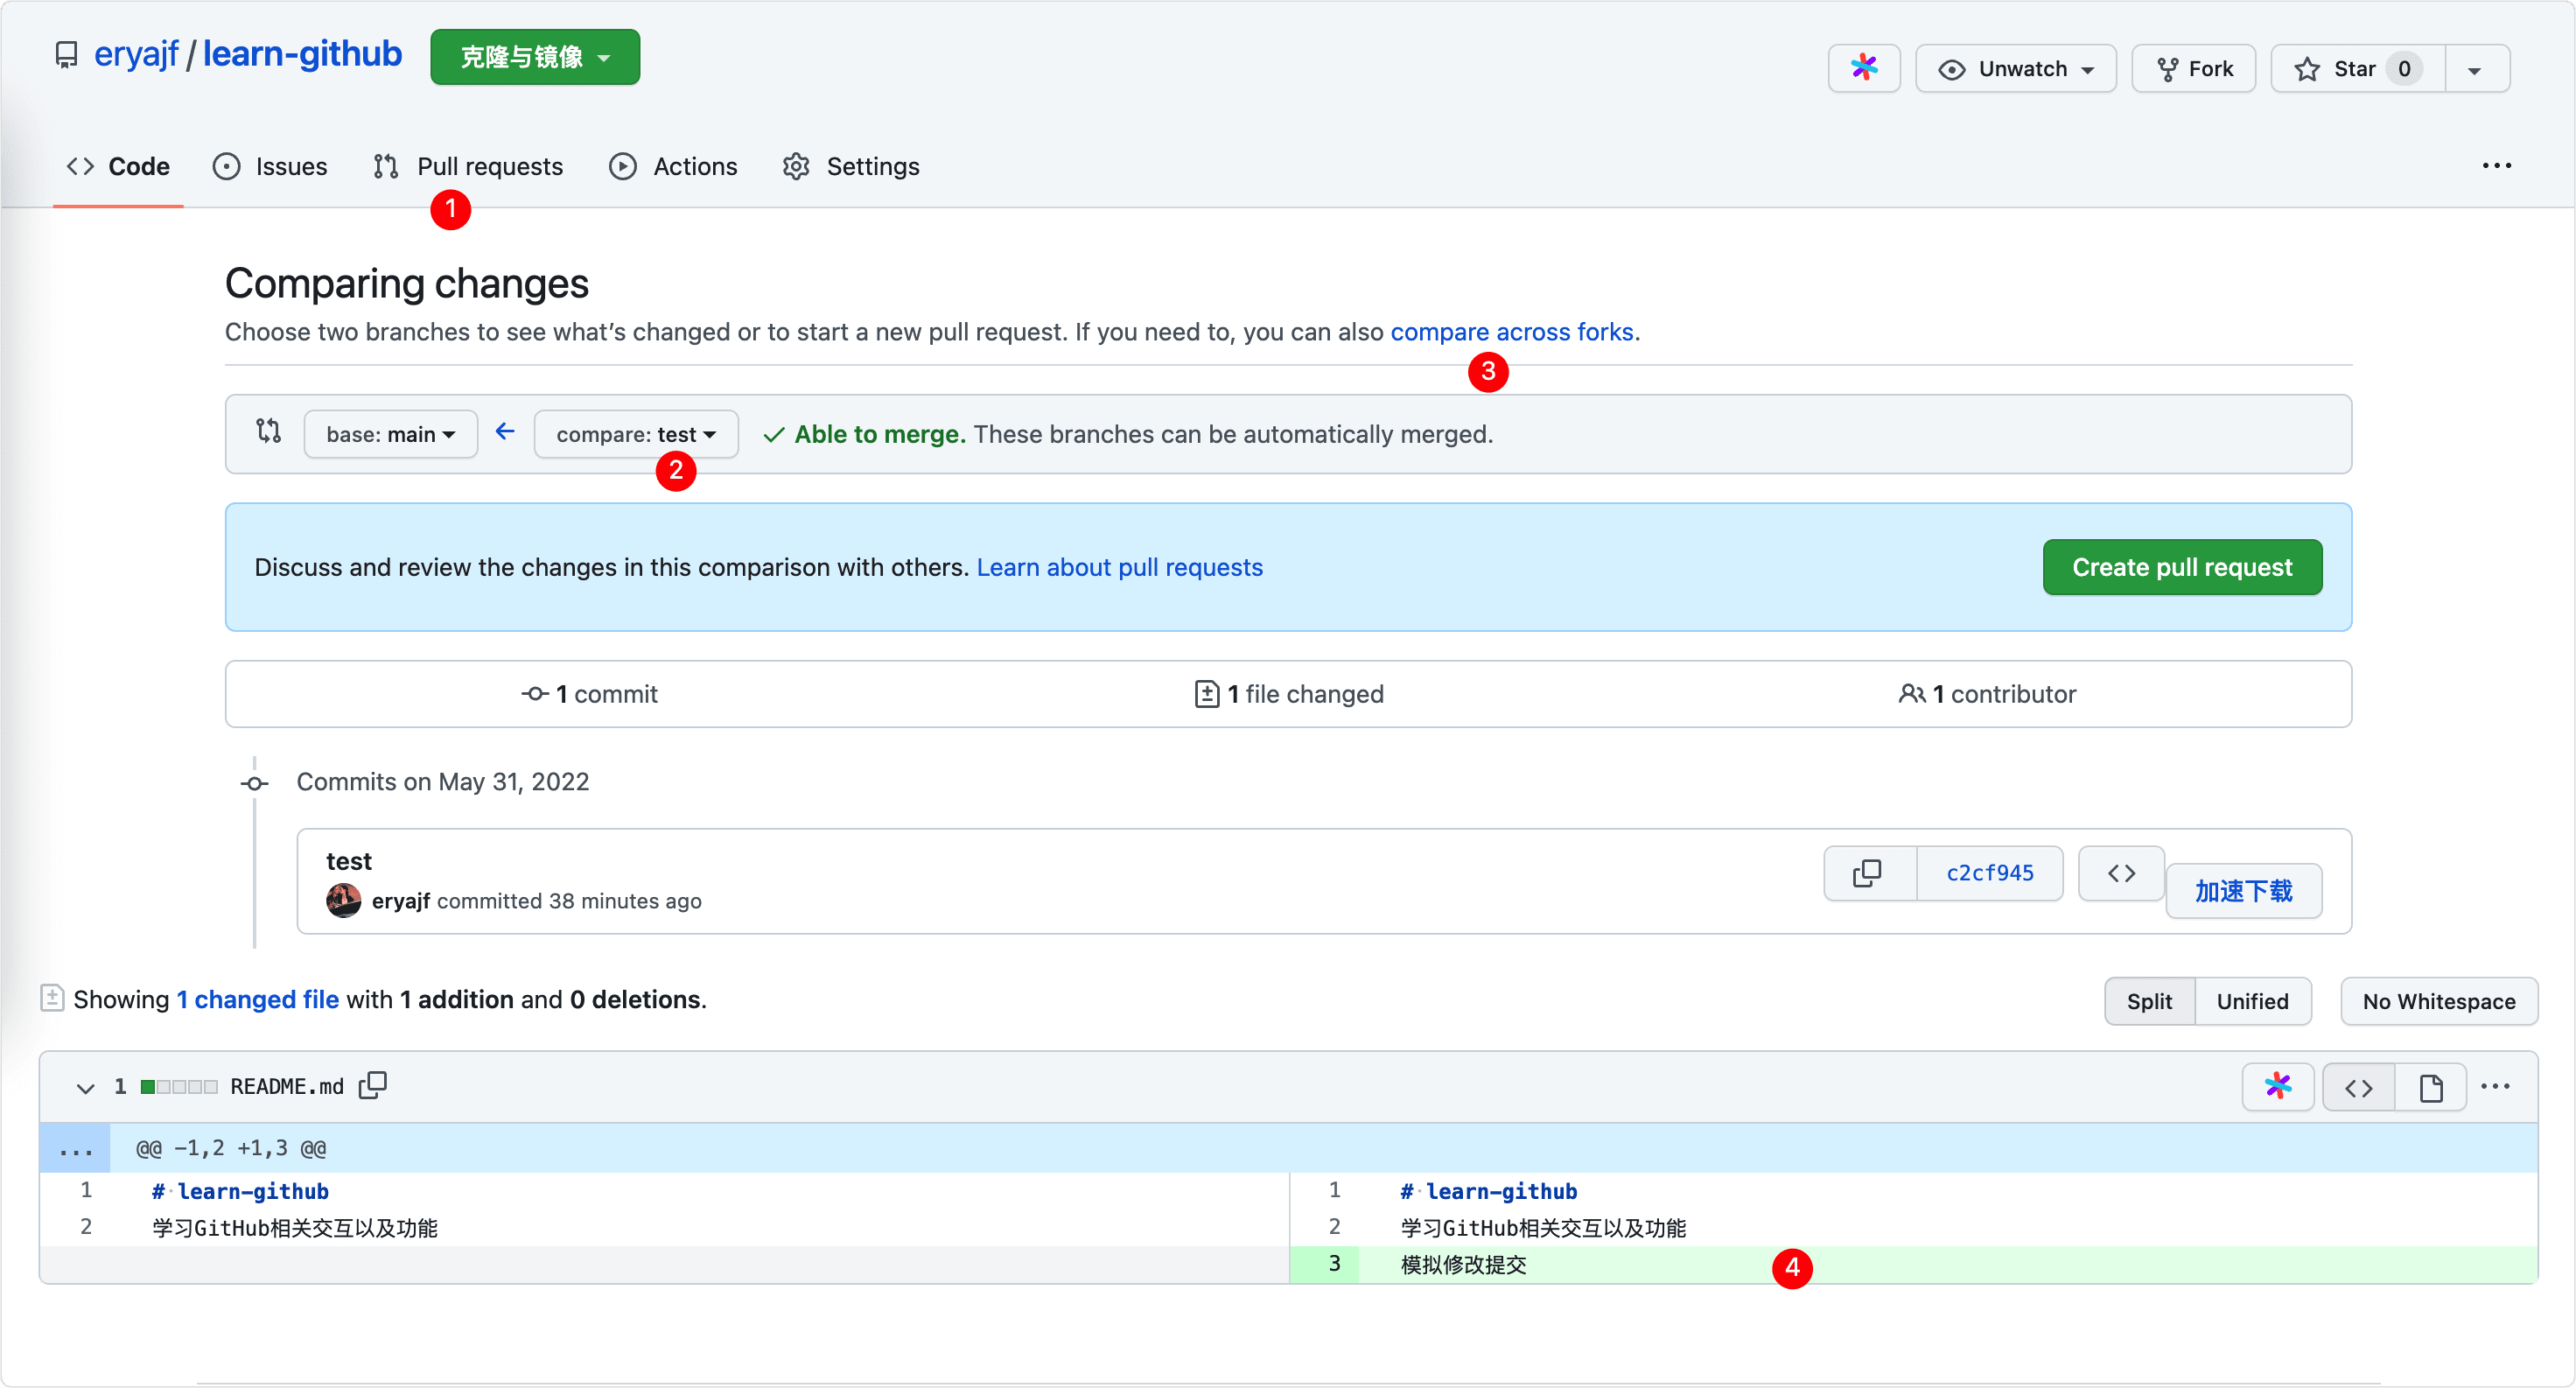 eryajf / learn-github 克隆与镜像 Unwatch Fork Star 0
Code Issues Pull requests Actions Settings
1
Comparing changes
Choose two branches to see what's changed or to start a new pull request. If you need to, you can also compare across forks.
3
base: main compare: test Able to merge. These branches can be automatically merged.
2
Discuss and review the changes in this comparison with others. Learn about pull requests Create pull request
1 commit 1 file changed 1 contributor
Commits on May 31, 2022
test
eryajf committed 38 minutes ago c2cf945 加速下载
Showing 1 changed file with 1 addition and 0 deletions. Split Unified No Whitespace
1 README.md
... @@ -1,2 +1,3 @@
1 # learn-github 1 # learn-github
2 学习GitHub相关交互以及功能 2 学习GitHub相关交互以及功能
3 模拟修改提交 4